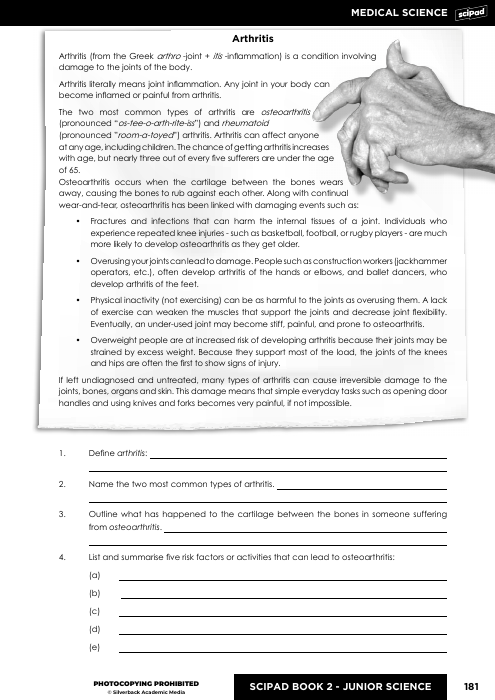 MEDICAL SCIENCE
scipad
Arthritis
Arthritis (from the Greek arthro -joint + itis -inflammation) is a condition involving
damage to the joints of the body.
Arthritis literally means joint inflammation. Any joint in your body can
become inflamed or painful from arthritis.
The two most common types of arthritis are osteoarthritis
(pronounced “os-tee-o-arth-rite-iss”) and rheumatoid
(pronounced “room-a-toyed”) arthritis. Arthritis can affect anyone
at any age, including children. The chance of getting arthritis increases
with age, but nearly three out of every five sufferers are under the age
of 65.
Osteoarthritis occurs when the cartilage between the bones wears
away, causing the bones to rub against each other. Along with continual
wear-and-tear, osteoarthritis has been linked with damaging events such as:
• Fractures and infections that can harm the internal tissues of a joint. Individuals who
experience repeated knee injuries - such as basketball, football, or rugby players - are much
more likely to develop osteoarthritis as they get older.
• Overusing your joints can lead to damage. People such as construction workers (jackhammer
operators, etc.), often develop arthritis of the hands or elbows, and ballet dancers, who
develop arthritis of the feet.
• Physical inactivity (not exercising) can be as harmful to the joints as overusing them. A lack
of exercise can weaken the muscles that support the joints and decrease joint flexibility.
Eventually, an under-used joint may become stiff, painful, and prone to osteoarthritis.
• Overweight people are at increased risk of developing arthritis because their joints may be
strained by excess weight. Because they support most of the load, the joints of the knees
and hips are often the first to show signs of injury.
If left undiagnosed and untreated, many types of arthritis can cause irreversible damage to the
joints, bones, organs and skin. This damage means that simple everyday tasks such as opening door
handles and using knives and forks becomes very painful, if not impossible.
1. Define arthritis:
2. Name the two most common types of arthritis.
3. Outline what has happened to the cartilage between the bones in someone suffering
from osteoarthritis.
4. List and summarise five risk factors or activities that can lead to osteoarthritis:
(a)
(b)
(c)
(d)
(e)
PHOTOCOPYING PROHIBITED
© Silverback Academic Media
SCIPAD BOOK 2 - JUNIOR SCIENCE
181